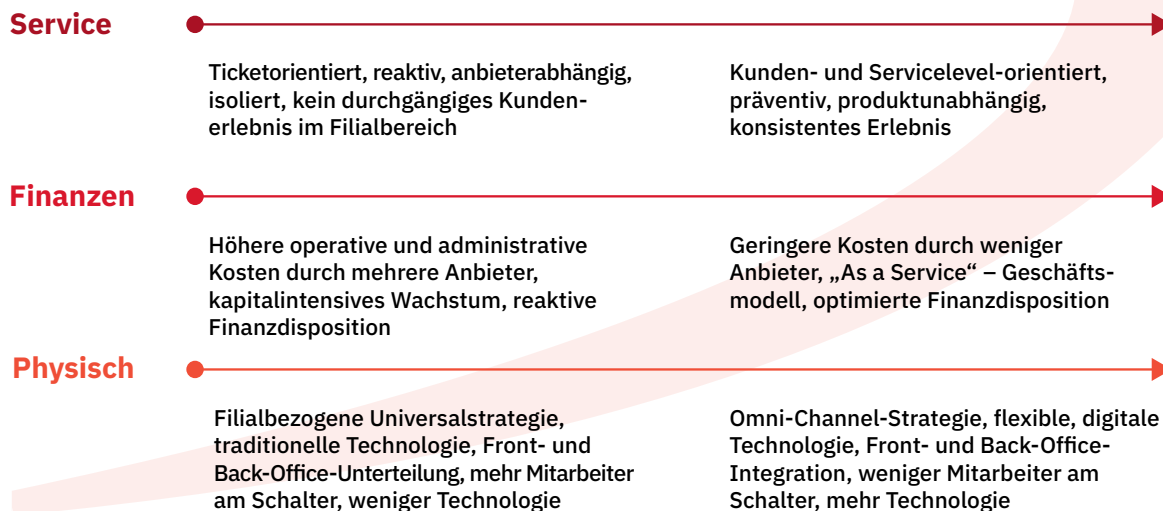 Service
Ticketorientiert, reaktiv, anbieterabhängig,
isoliert, kein durchgängiges Kunden-
erlebnis im Filialbereich
Kunden- und Servicelevel-orientiert,
präventiv, produktunabhängig,
konsistentes Erlebnis
Finanzen
Höhere operative und administrative
Kosten durch mehrere Anbieter,
kapitalintensives Wachstum, reaktive
Finanzdisposition
Geringere Kosten durch weniger
Anbieter, „As a Service“ – Geschäfts-
modell, optimierte Finanzdisposition
Physisch
Filialbezogene Universalstrategie,
traditionelle Technologie, Front- und
Back-Office-Unterteilung, mehr Mitarbeiter
am Schalter, weniger Technologie
Omni-Channel-Strategie, flexible, digitale
Technologie, Front- und Back-Office-
Integration, weniger Mitarbeiter am
Schalter, mehr Technologie